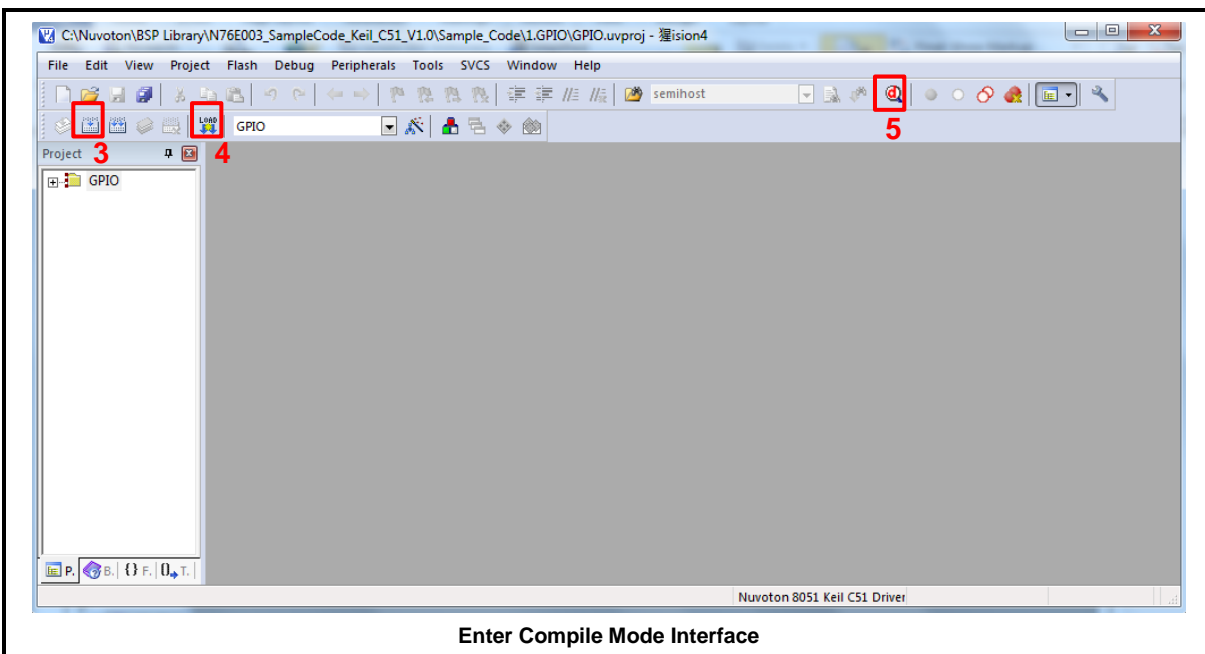 C:\Nuvoton\BSP Library\N76E003_SampleCode_Keil_C51_V1.0\Sample_Code\1.GPIO\GPIO.uvproj - 狸ision4
File Edit View Project Flash Debug Peripherals Tools SVCS Window Help
semihost
LOAD GPIO
5
Project 3 4
GPIO
P. B. {} F. 0 T.
Nuvoton 8051 Keil C51 Driver
Enter Compile Mode Interface